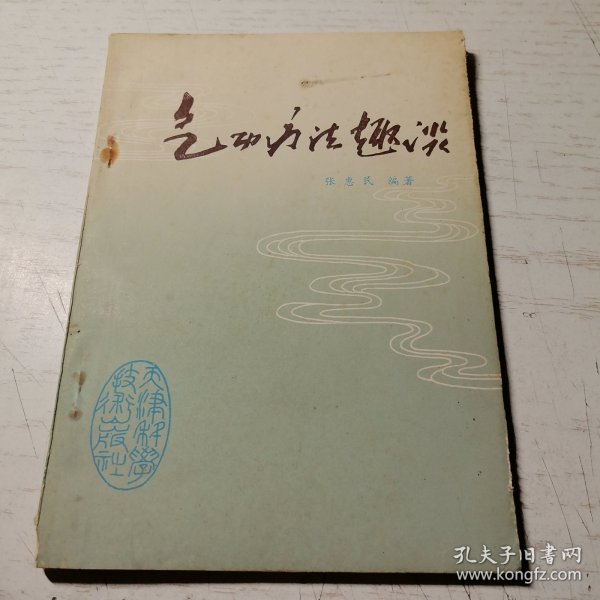 气功疗法趣谈
张惠民 编著
天津科学
技术出版社
孔夫子旧书网
www.kongfz.com